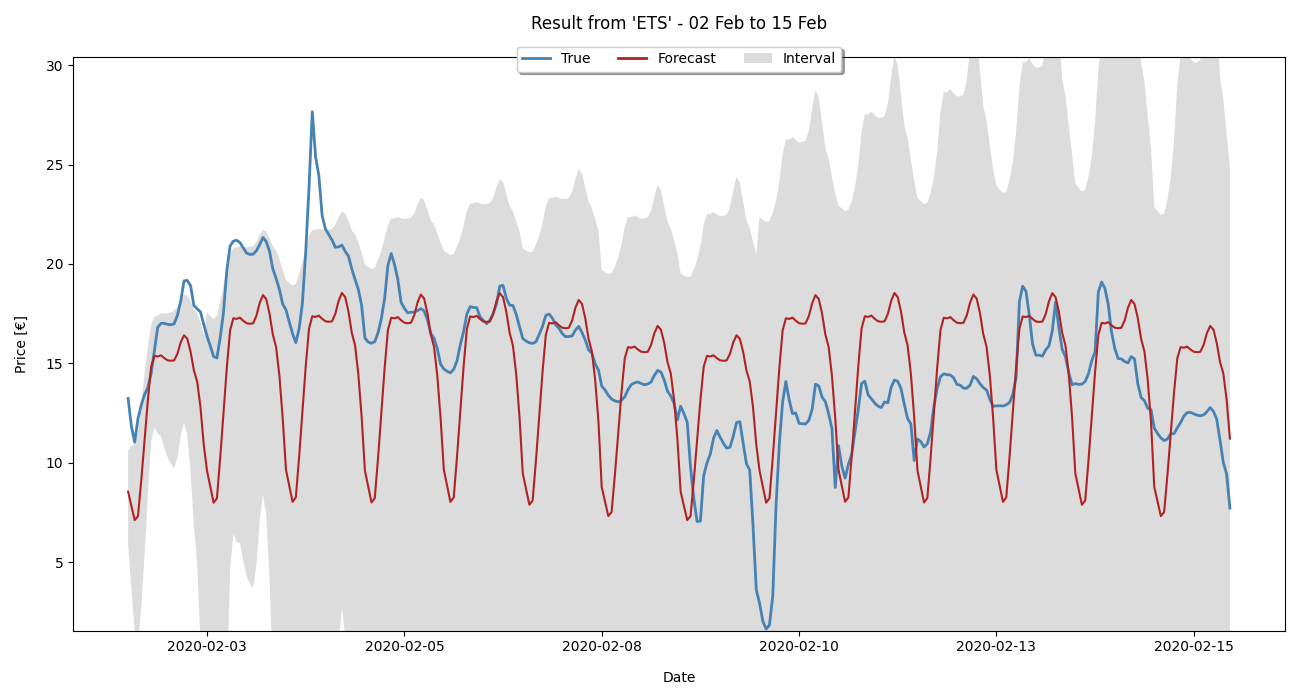 Result from 'ETS' - 02 Feb to 15 Feb
True Forecast Interval
30
25
20
15
10
5
Price [€]
2020-02-03 2020-02-05 2020-02-08 2020-02-10 2020-02-13 2020-02-15
Date